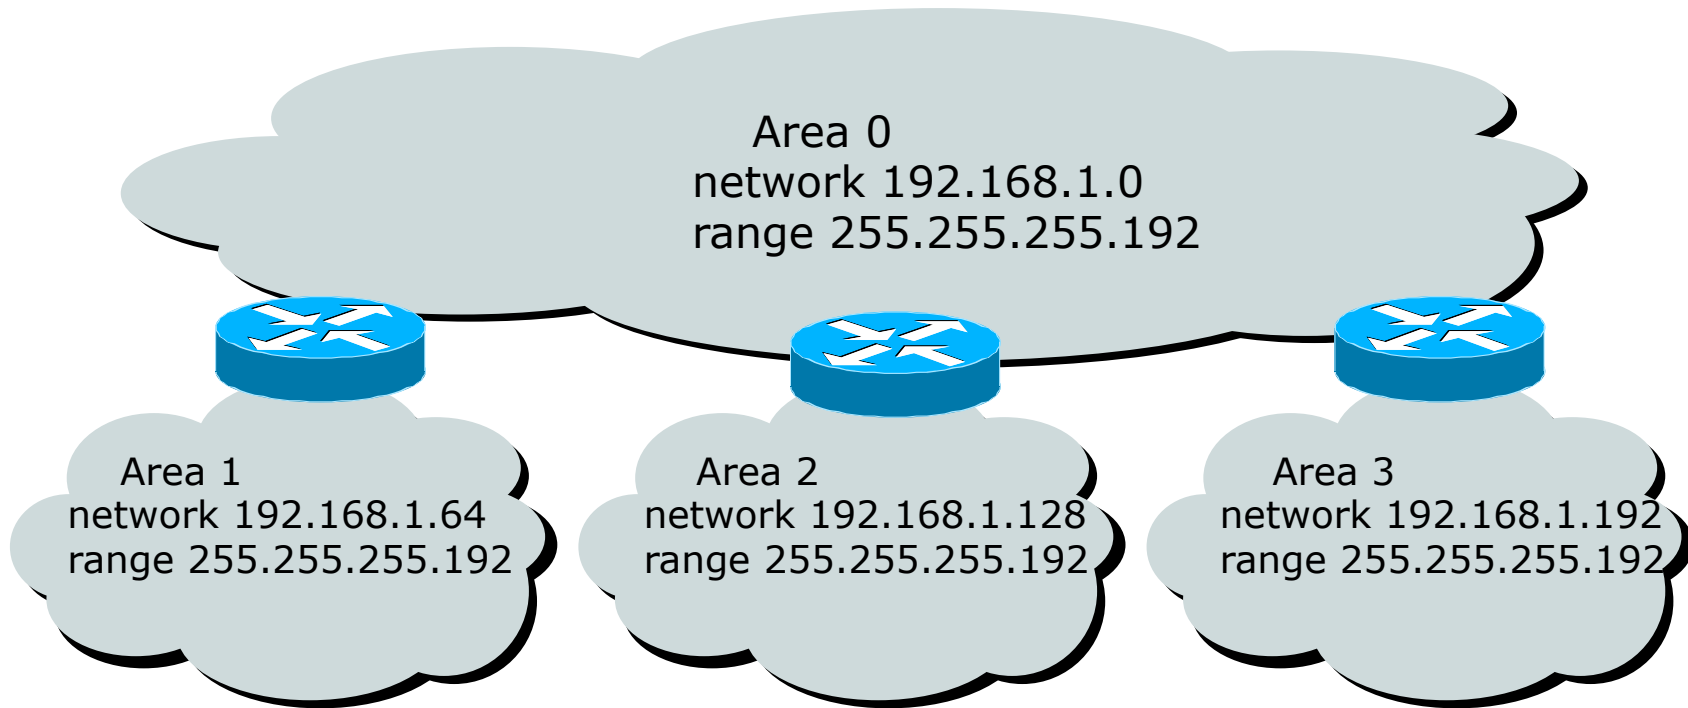 Area 0
network 192.168.1.0
range 255.255.255.192
Area 1
network 192.168.1.64
range 255.255.255.192
Area 2
network 192.168.1.128
range 255.255.255.192
Area 3
network 192.168.1.192
range 255.255.255.192